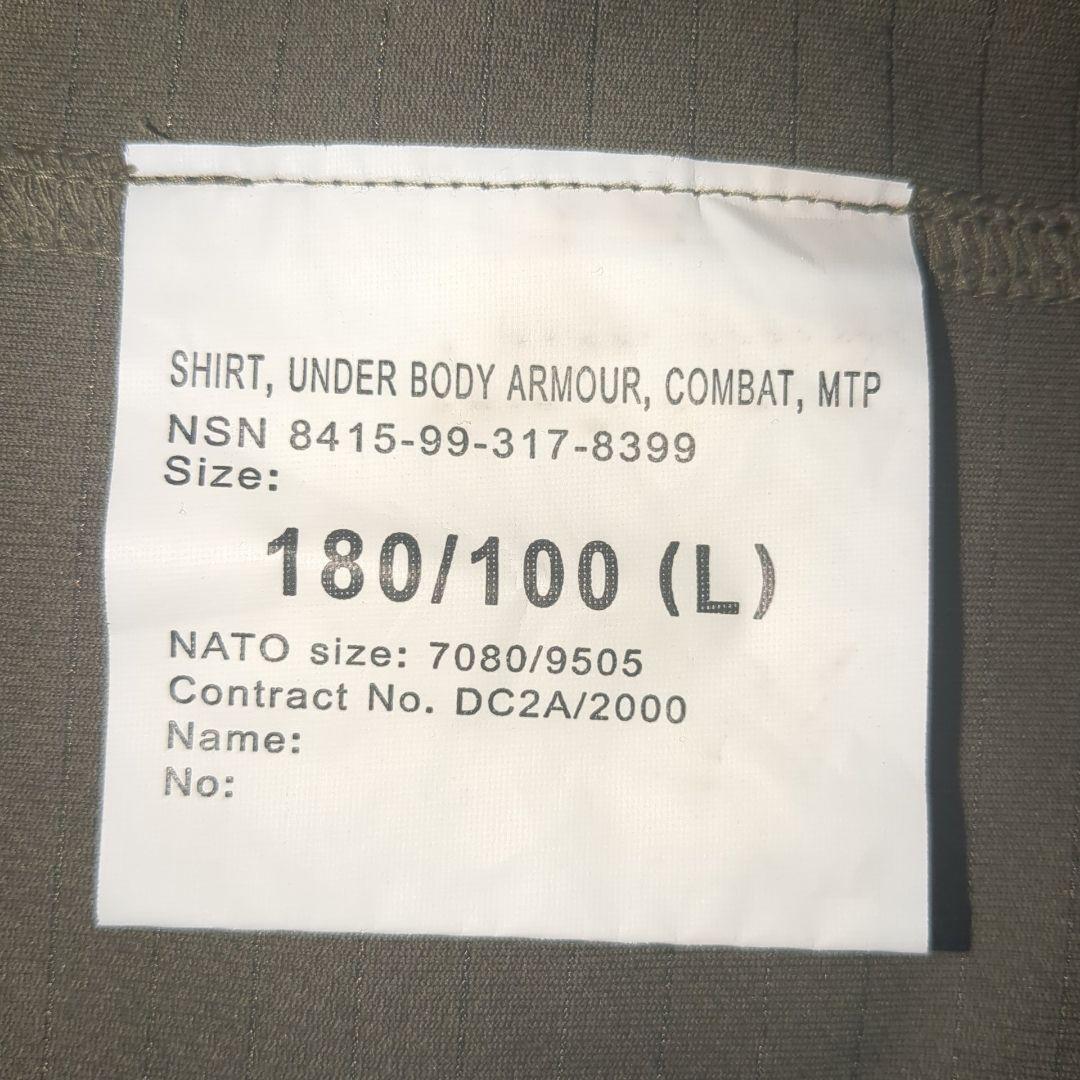 SHIRT, UNDER BODY ARMOUR, COMBAT, MTP
NSN 8415-99-317-8399
Size:
180/100 (L)
NATO size: 7080/9505
Contract No. DC2A/2000
Name:
No: